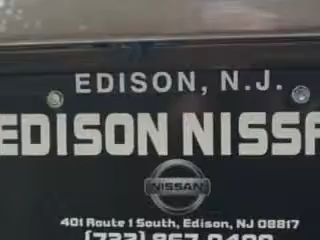 EDISON, N.J.
EDISON NISSA
NISSAN
401 Route 1 South, Edison, NJ 08817